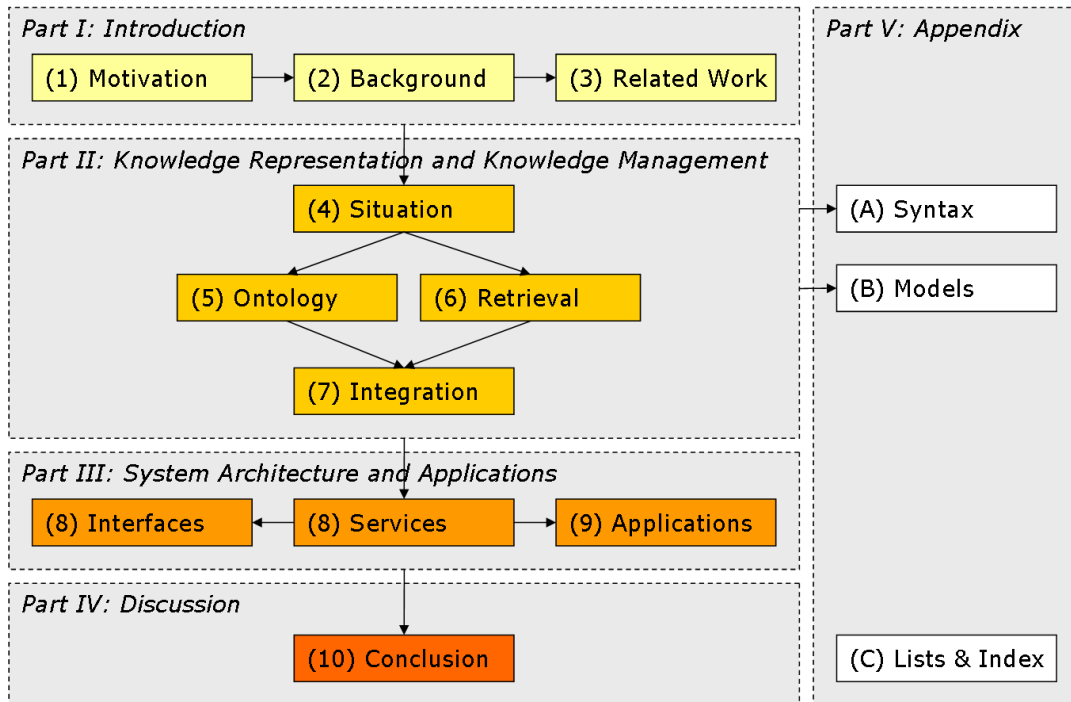 Part I: Introduction
(1) Motivation
(2) Background
(3) Related Work
Part II: Knowledge Representation and Knowledge Management
(4) Situation
(5) Ontology
(6) Retrieval
(7) Integration
Part III: System Architecture and Applications
(8) Interfaces
(8) Services
(9) Applications
Part IV: Discussion
(10) Conclusion
Part V: Appendix
(A) Syntax
(B) Models
(C) Lists & Index